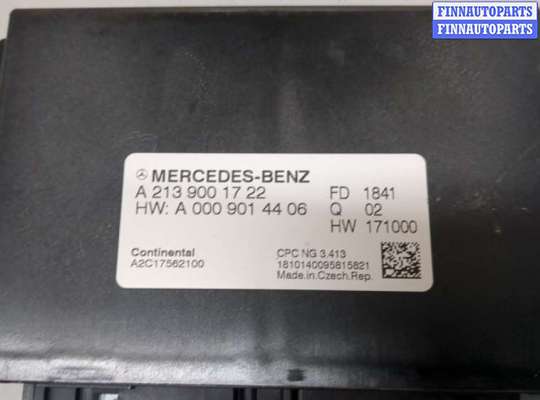 FINNAUTOPARTS
FINNAUTOPARTS
FINNAUTOPARTS
MERCEDES-BENZ
A 213 900 17 22 FD 1841
HW: A 000 901 44 06 Q 02
HW 171000
Continental CPC NG 3.413
A2C17562100 1810140095815821
Made.in.Czech.Rep.